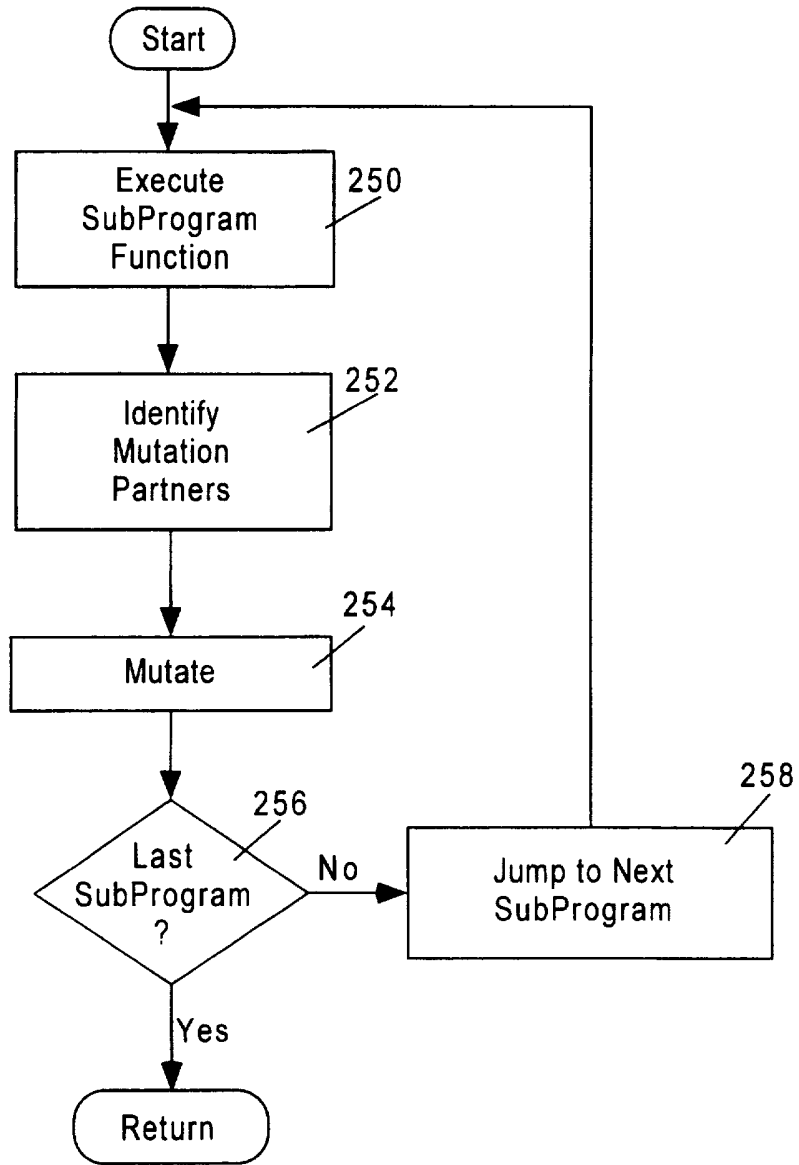 Start
Execute
SubProgram
Function
250
Identify
Mutation
Partners
252
Mutate
254
Last
SubProgram
?
256
No
Jump to Next
SubProgram
258
Yes
Return